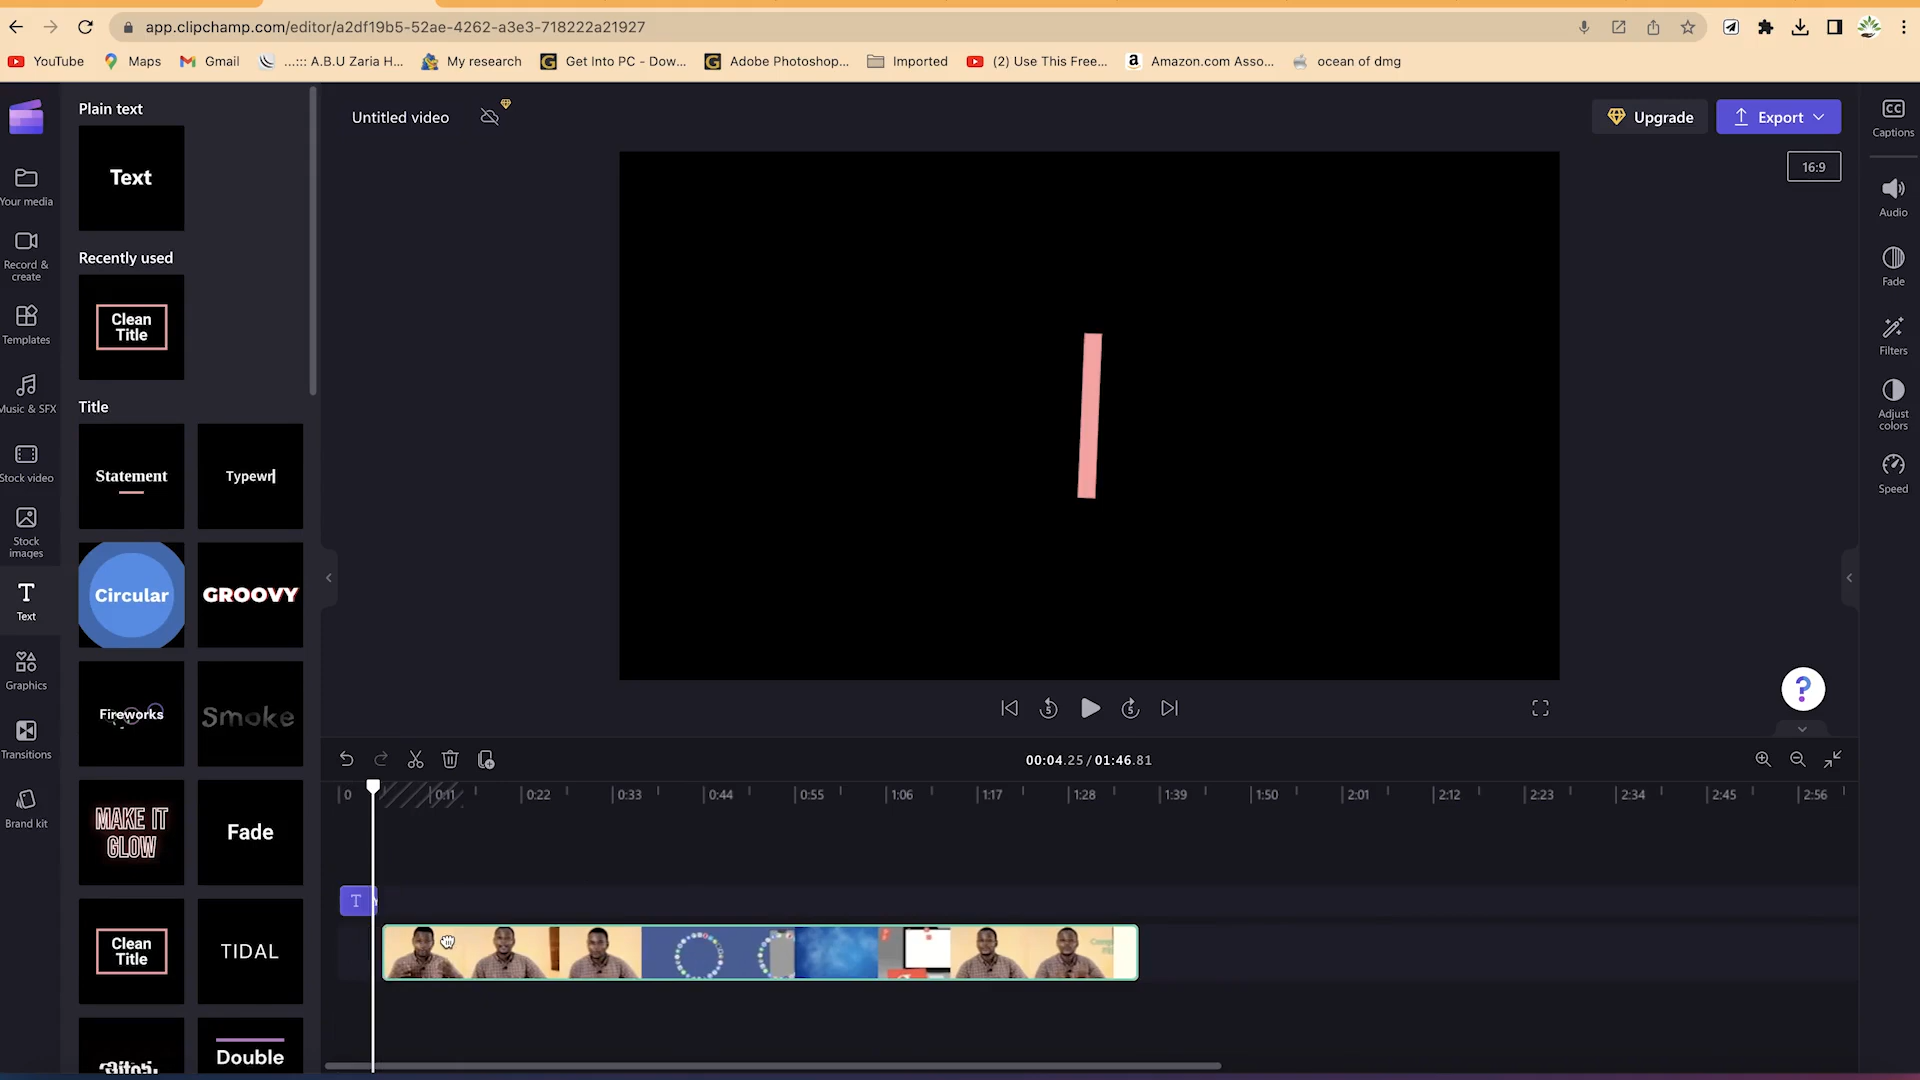 app.clipchamp.com/editor/a2df19b5-52ae-4262-a3e3-718222a21927
YouTube
Maps
Gmail
...::: A.B.U Zaria H...
My research
Get Into PC - Dow...
Adobe Photoshop...
Imported
(2) Use This Free...
Amazon.com Asso...
ocean of dmg
Plain text
Text
Recently used
Clean
Title
Title
Statement
Typewr
Circular
GROOVY
Fireworks
Smoke
MAKE IT
GLOW
Fade
Clean
Title
TIDAL
Double
Your media
Record &
create
Templates
Music & SFX
Stock video
Stock
images
Text
Graphics
Transitions
Brand kit
Untitled video
Upgrade
Export
16:9
CC
Captions
Audio
Fade
Filters
Adjust
colors
Speed
?
5
5
00:04.25 / 01:46.81
0
0:11
0:22
0:33
0:44
0:55
1:06
1:17
1:28
1:39
1:50
2:01
2:12
2:23
2:34
2:45
2:56
T